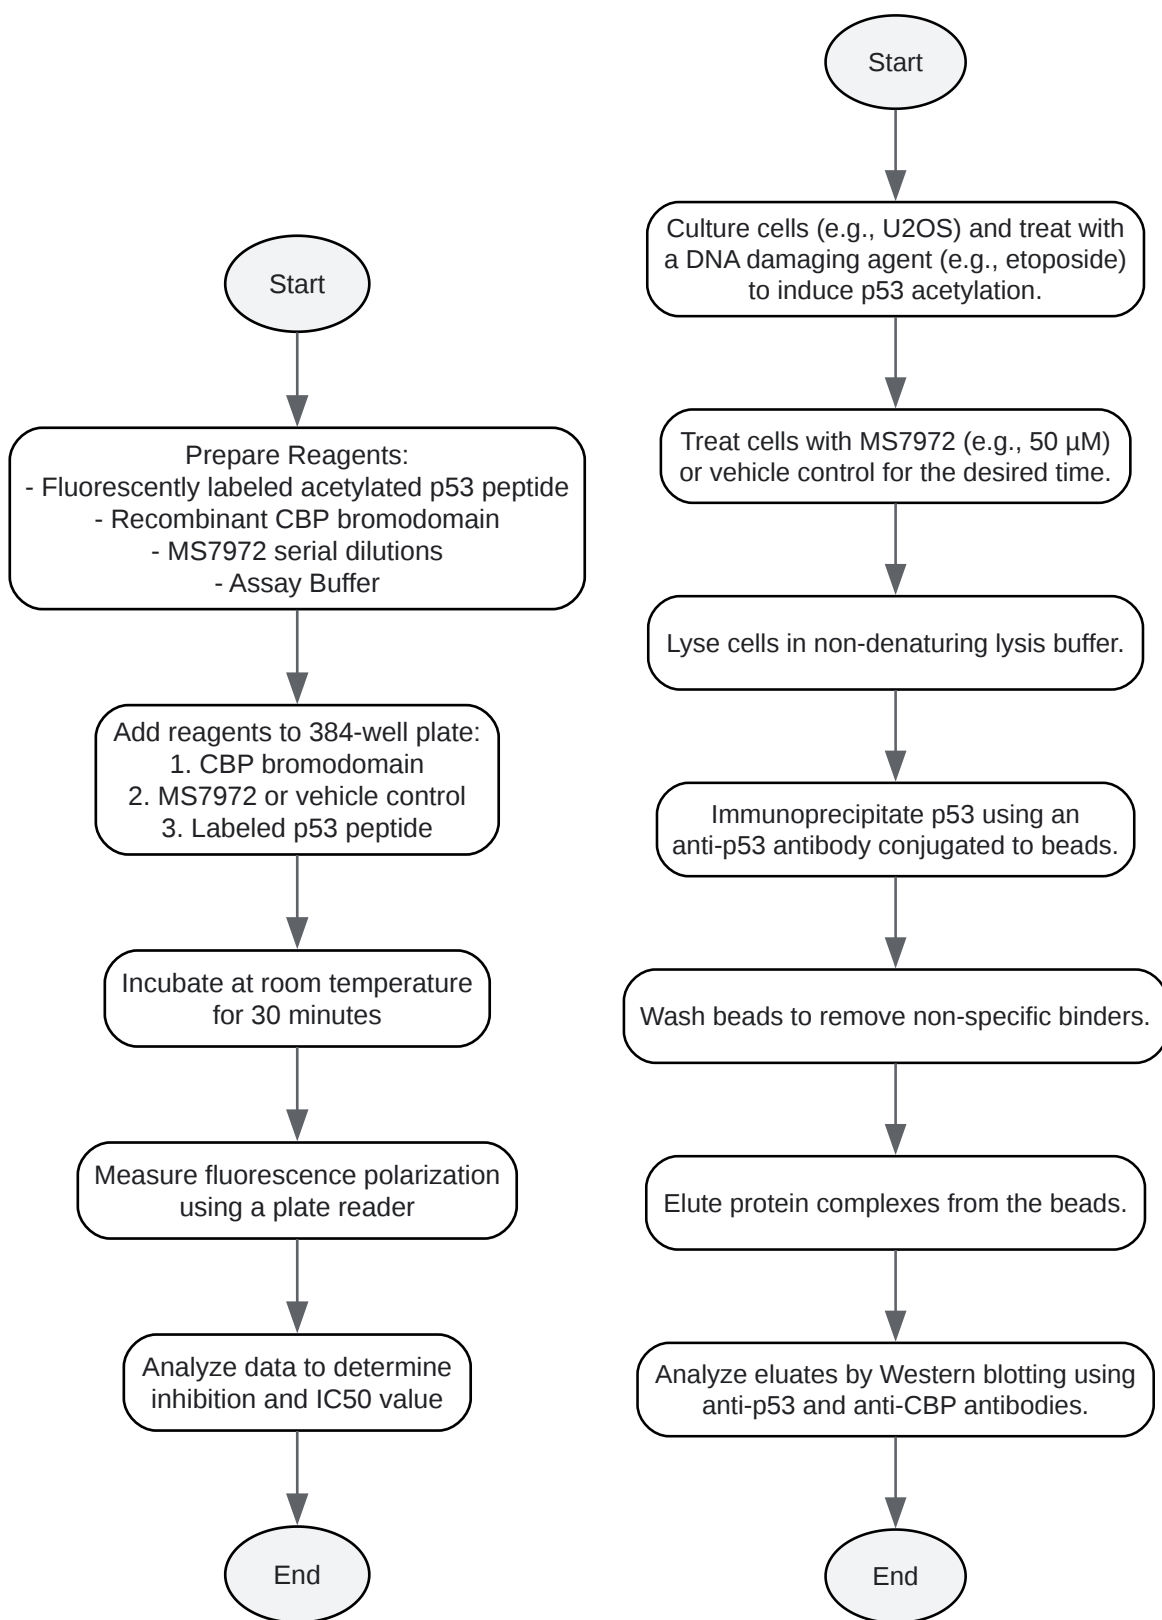 Start
Prepare Reagents:
- Fluorescently labeled acetylated p53 peptide
- Recombinant CBP bromodomain
- MS7972 serial dilutions
- Assay Buffer
Add reagents to 384-well plate:
1. CBP bromodomain
2. MS7972 or vehicle control
3. Labeled p53 peptide
Incubate at room temperature
for 30 minutes
Measure fluorescence polarization
using a plate reader
Analyze data to determine
inhibition and IC50 value
End
Start
Culture cells (e.g., U2OS) and treat with
a DNA damaging agent (e.g., etoposide)
to induce p53 acetylation.
Treat cells with MS7972 (e.g., 50 µM)
or vehicle control for the desired time.
Lyse cells in non-denaturing lysis buffer.
Immunoprecipitate p53 using an
anti-p53 antibody conjugated to beads.
Wash beads to remove non-specific binders.
Elute protein complexes from the beads.
Analyze eluates by Western blotting using
anti-p53 and anti-CBP antibodies.
End